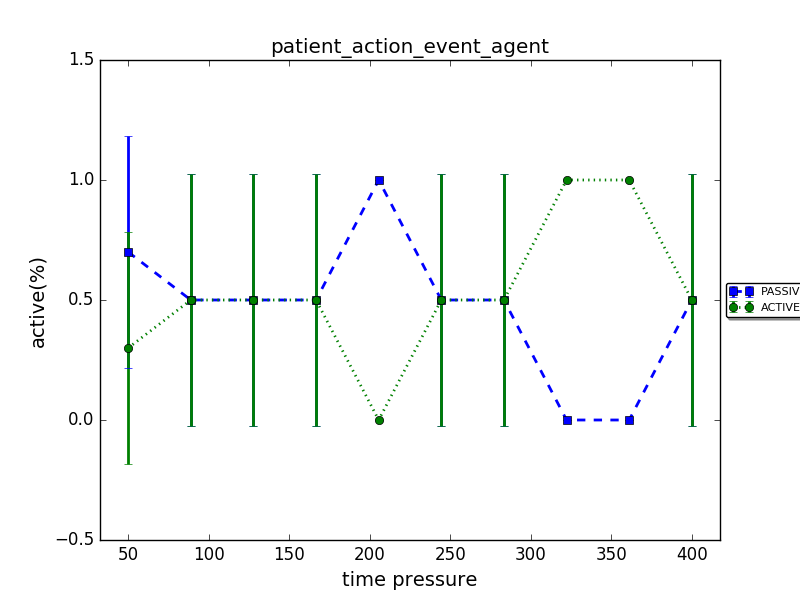 patient_action_event_agent
1.5
1.0
0.5
0.0
−0.5
active(%)
50 100 150 200 250 300 350 400
time pressure
PASSIV
ACTIVE